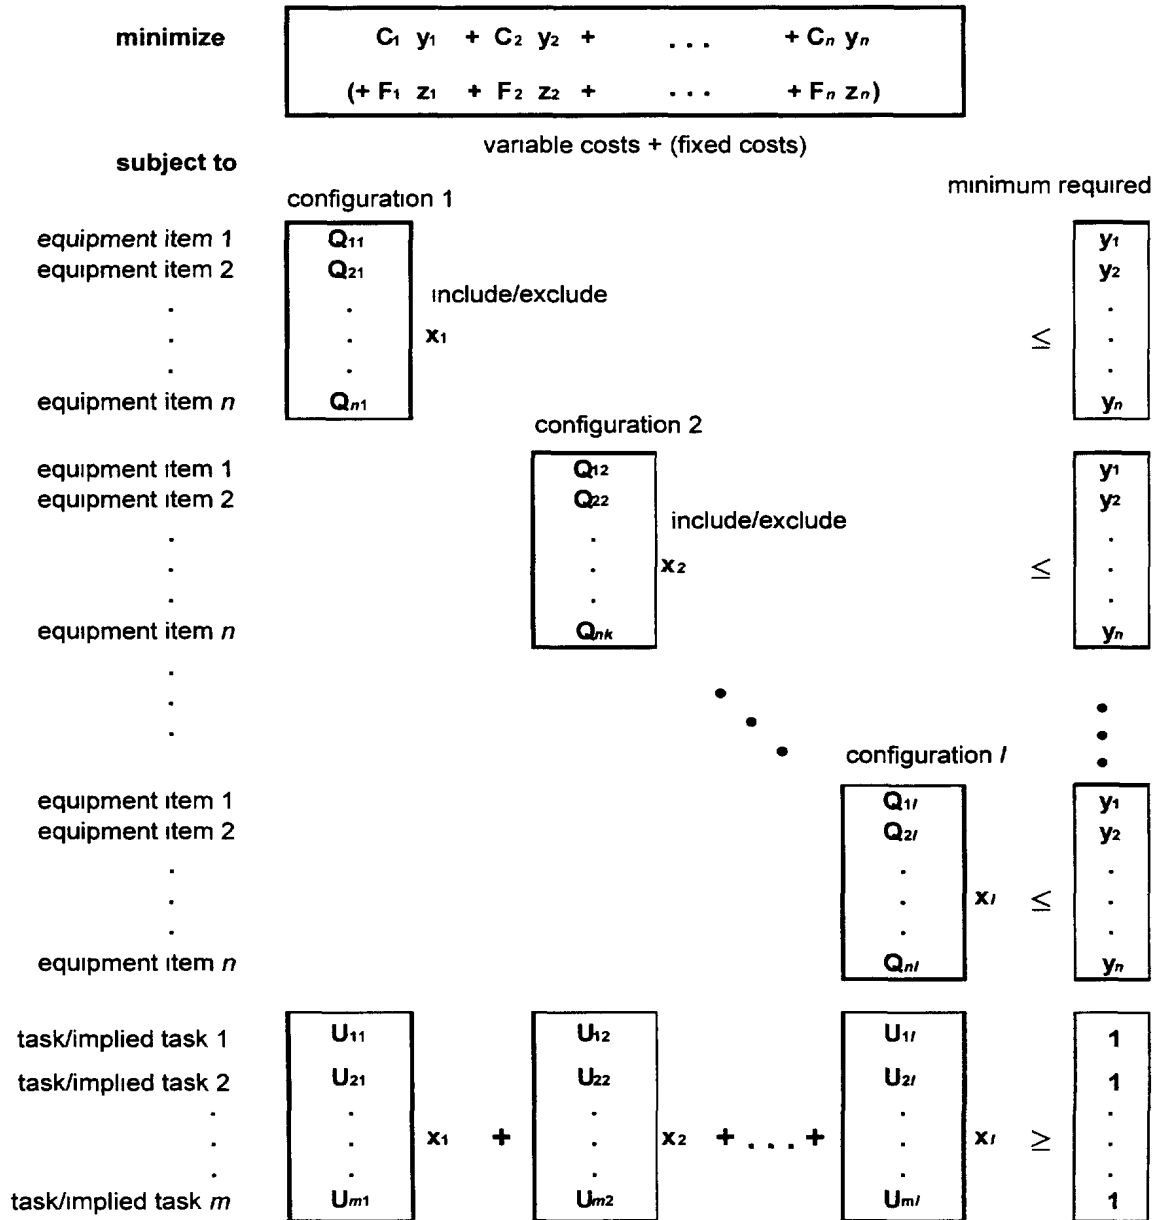 minimize C₁ y₁ + C₂ y₂ + . . . + Cₙ yₙ
(+ F₁ z₁ + F₂ z₂ + . . . + Fₙ zₙ)
variable costs + (fixed costs)
subject to
configuration 1 minimum required
equipment item 1 Q₁₁ y₁
equipment item 2 Q₂₁ y₂
. . include/exclude .
. . x₁ ≤ .
. . .
equipment item n Qₙ₁ yₙ
configuration 2
equipment item 1 Q₁₂ y₁
equipment item 2 Q₂₂ y₂
. . include/exclude .
. . x₂ ≤ .
. . .
equipment item n Qₙₖ yₙ
. . .
configuration l
equipment item 1 Q₁ₗ y₁
equipment item 2 Q₂ₗ y₂
. . .
. . xₗ ≤ .
. . .
equipment item n Qₙₗ yₙ
task/implied task 1 U₁₁ U₁₂ U₁ₗ 1
task/implied task 2 U₂₁ U₂₂ U₂ₗ 1
. . . . .
. . x₁ + . x₂ + . . . + . xₗ ≥ .
. . . . .
task/implied task m Uₘ₁ Uₘ₂ Uₘₗ 1